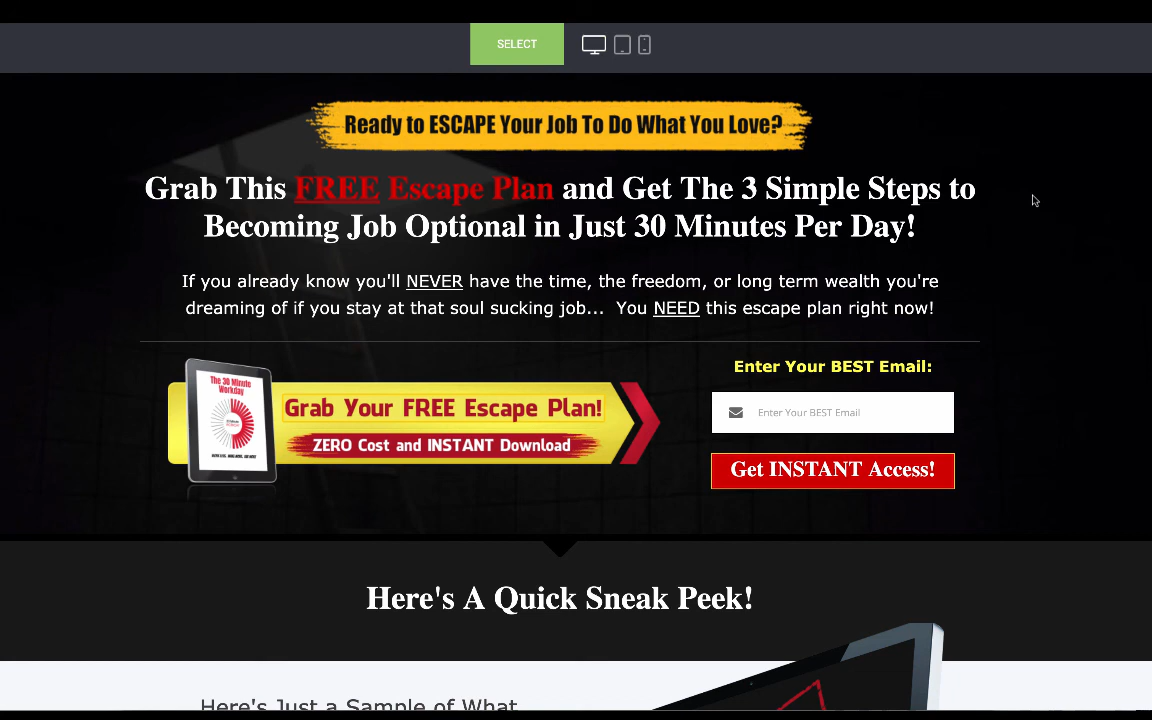 SELECT
Ready to ESCAPE Your Job To Do What You Love?
Grab This FREE Escape Plan and Get The 3 Simple Steps to
Becoming Job Optional in Just 30 Minutes Per Day!
If you already know you'll NEVER have the time, the freedom, or long term wealth you're
dreaming of if you stay at that soul sucking job... You NEED this escape plan right now!
The 30 Minute
Workday
Grab Your FREE Escape Plan!
ZERO Cost and INSTANT Download
Enter Your BEST Email:
Enter Your BEST Email
Get INSTANT Access!
Here's A Quick Sneak Peek!
Here's Just a Sample of What